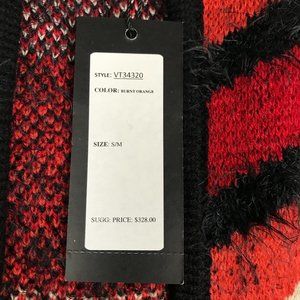 STYLE: VT34320
COLOR: BURNT ORANGE
SIZE: S/M
SUGG: PRICE: $328.00